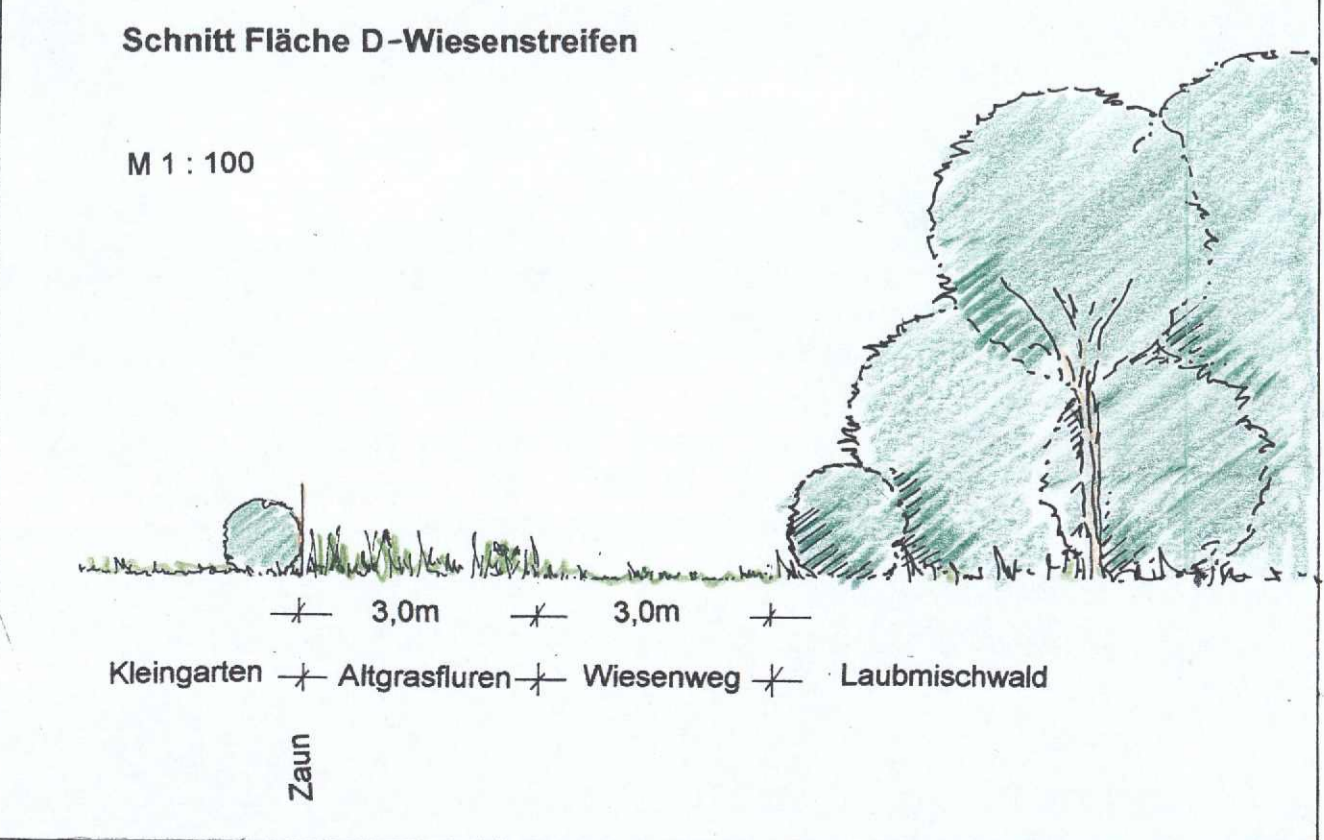 Schnitt Fläche D-Wiesenstreifen
M 1 : 100
3,0m 3,0m
Kleingarten Altgrasfluren Wiesenweg Laubmischwald
Zaun